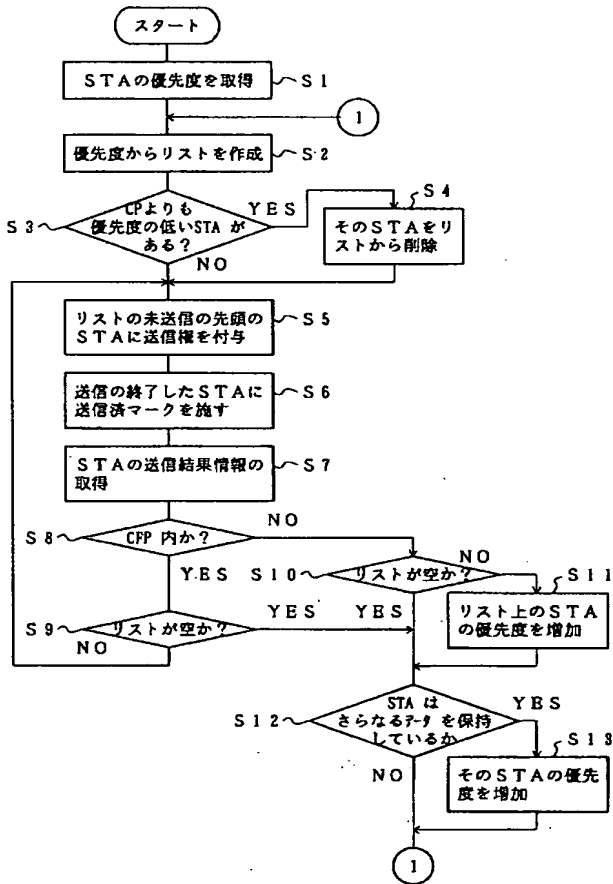 スタート
STAの優先度を取得
S1
1
優先度からリストを作成
S2
S3
CPよりも
優先度の低いSTA が
ある?
YES
NO
S4
そのSTAをリ
ストから削除
リストの未送信の先頭の
STAに送信権を付与
S5
送信の終了したSTAに
送信済マークを施す
S6
STAの送信結果情報の
取得
S7
S8
CFP 内か?
NO
YES
S9
リストが空か?
YES
NO
S10
リストが空か?
NO
YES
S11
リスト上のSTA
の優先度を増加
S12
STA は
さらなるデータ を保持
しているか
YES
NO
S13
そのSTAの優先
度を増加
1